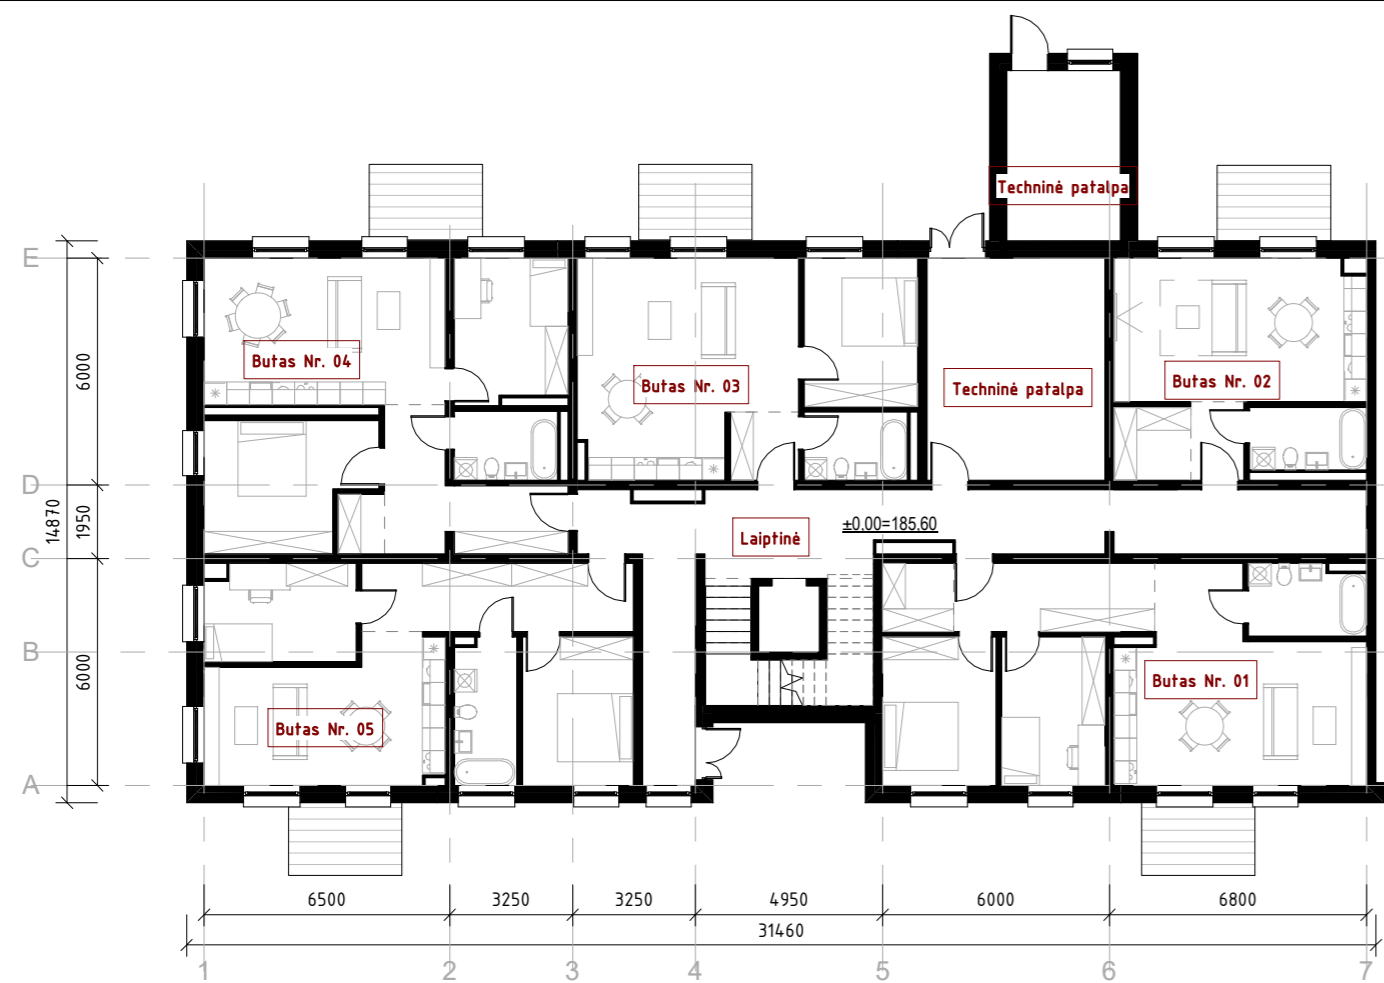 Techninė patalpa
E
Butas Nr. 04
Butas Nr. 03
Techninė patalpa
Butas Nr. 02
6000
D
14870
1950
Laiptinė
±0,00=185,60
C
B
6000
Butas Nr. 05
Butas Nr. 01
A
6500
3250
3250
4950
6000
6800
31460
1
2
3
4
5
6
7